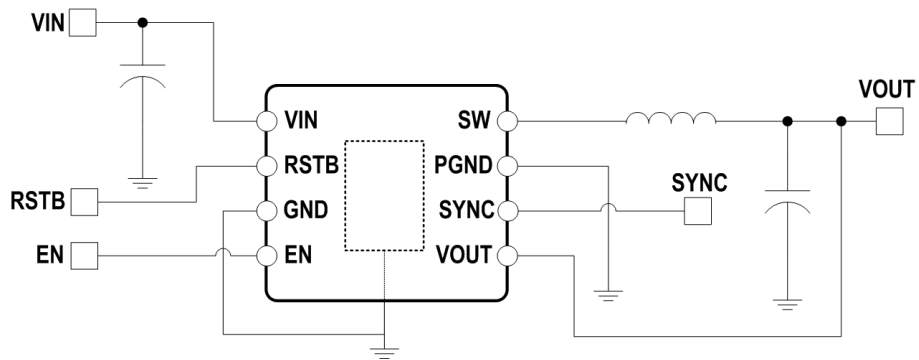 VIN
VOUT
VIN
SW
RSTB
PGND
SYNC
RSTB
GND
SYNC
EN
EN
VOUT